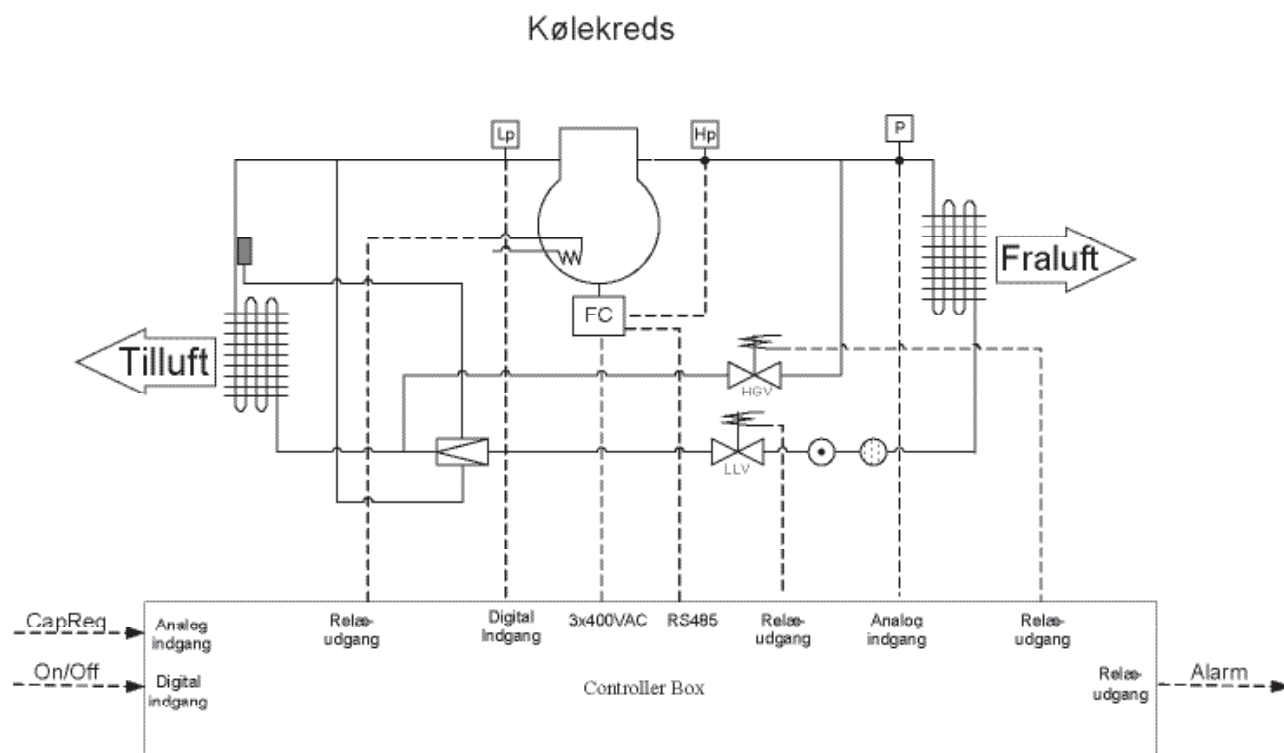 Kølekreds
Lp
Hp
P
Fraluft
FC
Tilluft
HGV
LLV
CapReq
On/Off
Analog
indgang
Digital
indgang
Relæ-
udgang
Digital
Indgang
3x400VAC
RS485
Relæ-
udgang
Analog
indgang
Relæ-
udgang
Controller Box
Relæ-
udgang
Alarm